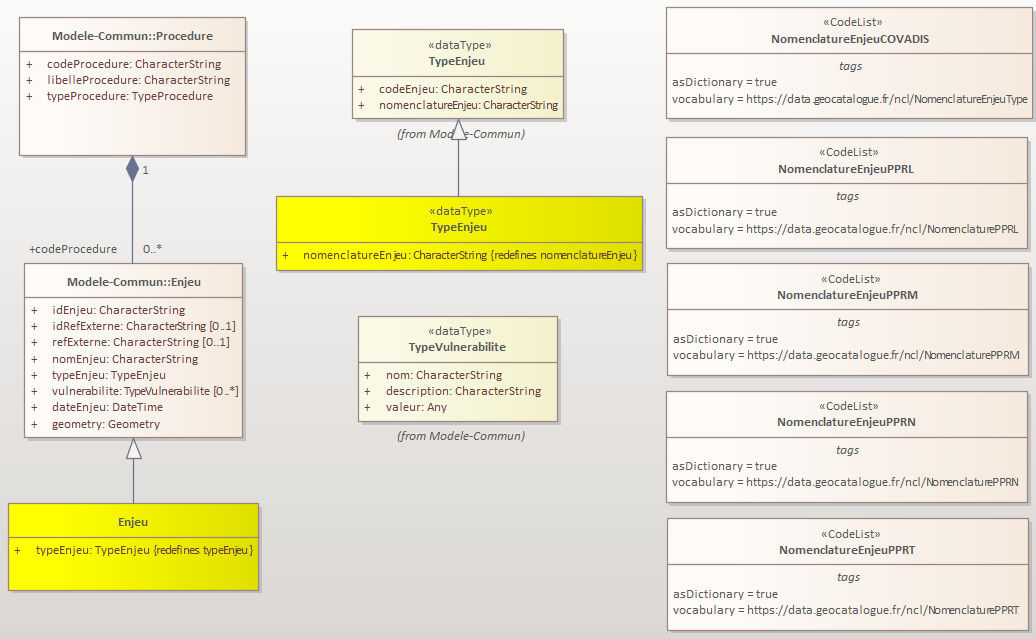 Modele-Commun::Procedure
+ codeProcedure: CharacterString
+ libelleProcedure: CharacterString
+ typeProcedure: TypeProcedure
1
+codeProcedure 0..*
Modele-Commun::Enjeu
+ idEnjeu: CharacterString
+ idRefExterne: CharacterString [0..1]
+ refExterne: CharacterString [0..1]
+ nomEnjeu: CharacterString
+ typeEnjeu: TypeEnjeu
+ vulnerabilite: TypeVulnerabilite [0..*]
+ dateEnjeu: DateTime
+ geometry: Geometry
Enjeu
+ typeEnjeu: TypeEnjeu {redefines typeEnjeu}
«dataType»
TypeEnjeu
+ codeEnjeu: CharacterString
+ nomenclatureEnjeu: CharacterString
(from Modele-Commun)
«dataType»
TypeEnjeu
+ nomenclatureEnjeu: CharacterString {redefines nomenclatureEnjeu}
«dataType»
TypeVulnerabilite
+ nom: CharacterString
+ description: CharacterString
+ valeur: Any
(from Modele-Commun)
«CodeList»
NomenclatureEnjeuCOVADIS
tags
asDictionary = true
vocabulary = https://data.geocatalogue.fr/ncl/NomenclatureEnjeuType
«CodeList»
NomenclatureEnjeuPPRL
tags
asDictionary = true
vocabulary = https://data.geocatalogue.fr/ncl/NomenclaturePPRL
«CodeList»
NomenclatureEnjeuPPRM
tags
asDictionary = true
vocabulary = https://data.geocatalogue.fr/ncl/NomenclaturePPRM
«CodeList»
NomenclatureEnjeuPPRN
tags
asDictionary = true
vocabulary = https://data.geocatalogue.fr/ncl/NomenclaturePPRN
«CodeList»
NomenclatureEnjeuPPRT
tags
asDictionary = true
vocabulary = https://data.geocatalogue.fr/ncl/NomenclaturePPRT